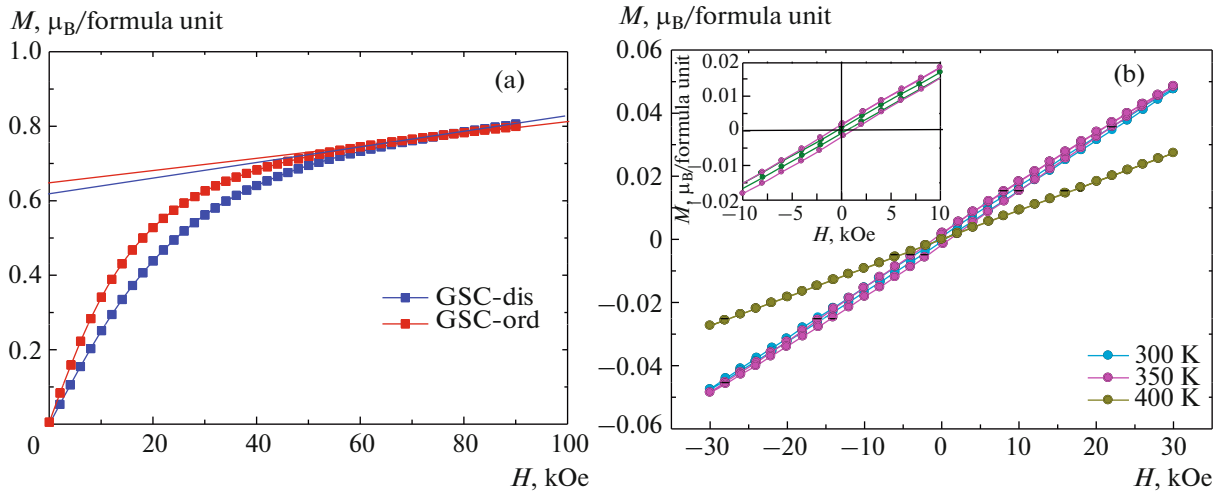 M, μB/formula unit
1.0
(a)
0.8
0.6
0.4
GSC-dis
GSC-ord
0.2
0
20
40
60
80
100
H, kOe
M, μB/formula unit
0.06
(b)
0.04
0.02
0
−0.02
−0.04
−0.06
M, μB/formula unit
0.02
0.01
0
−0.01
−0.02
−10
−5
0
5
10
H, kOe
300 K
350 K
400 K
−30
−20
−10
0
10
20
30
H, kOe